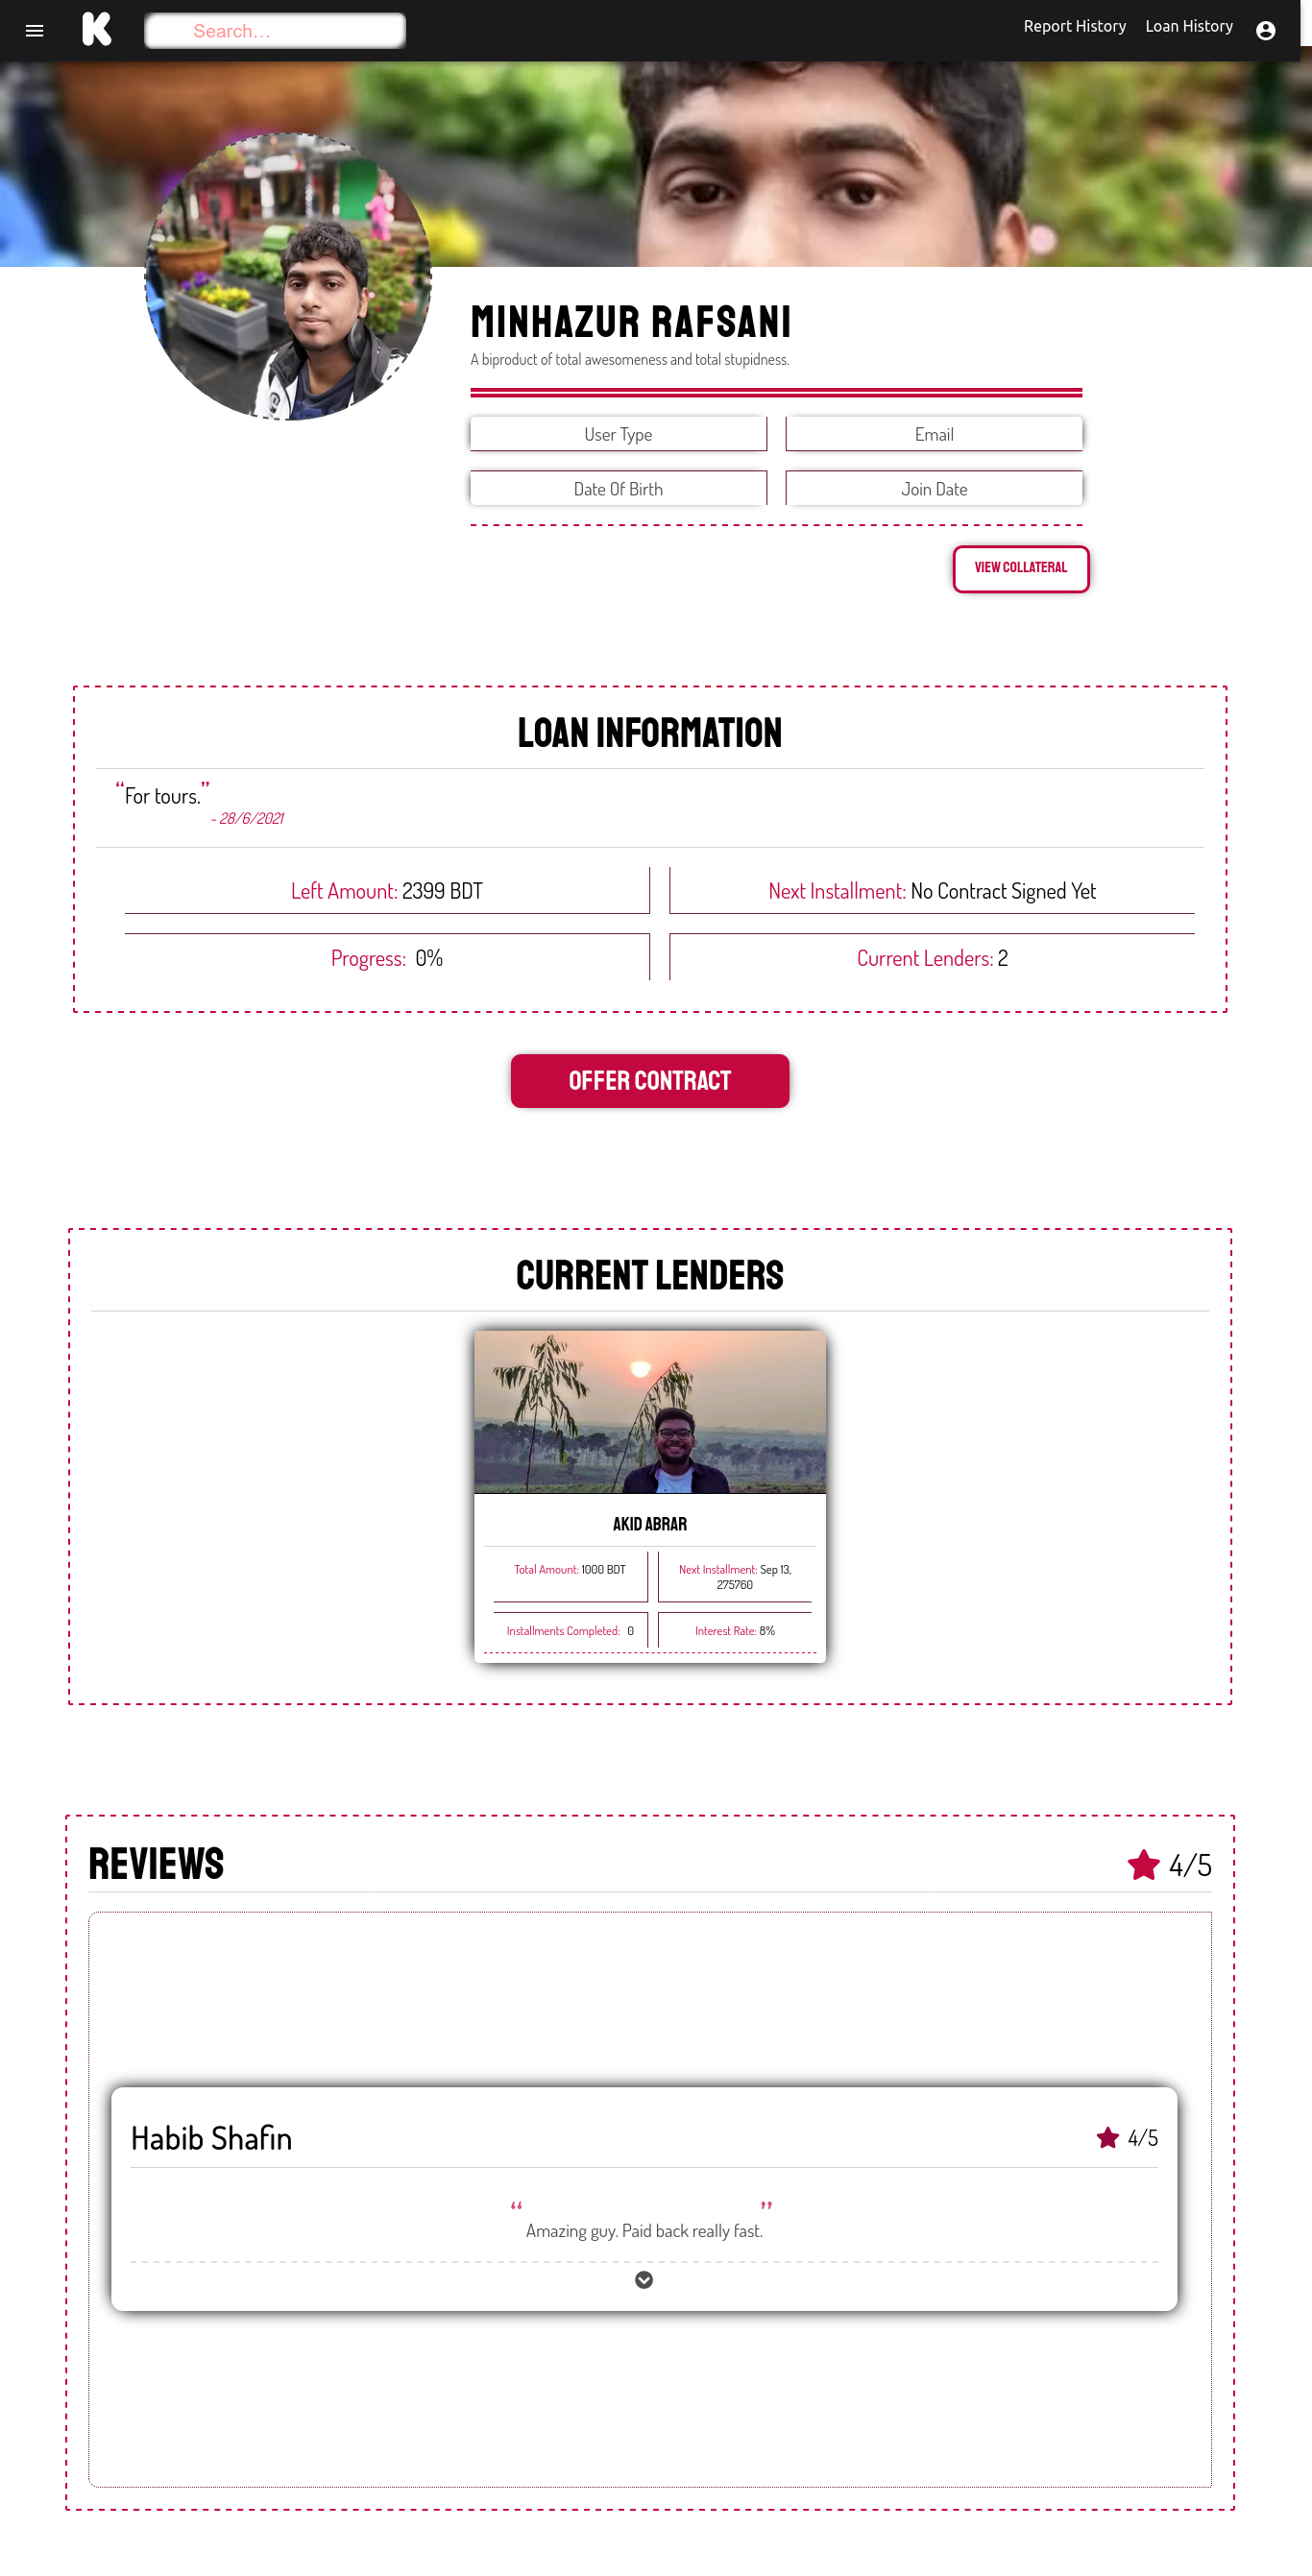 K
Search...
Report History
Loan History
MINHAZUR RAFSANI
A biproduct of total awesomeness and total stupidness.
User Type
Email
Date Of Birth
Join Date
VIEW COLLATERAL
LOAN INFORMATION
“For tours.”
- 28/6/2021
Left Amount: 2399 BDT
Next Installment: No Contract Signed Yet
Progress: 0%
Current Lenders: 2
OFFER CONTRACT
CURRENT LENDERS
AKID ABRAR
Total Amount: 1000 BDT
Next Installment: Sep 13,
275760
Installments Completed: 0
Interest Rate: 8%
REVIEWS
4/5
Habib Shafin
4/5
“Amazing guy. Paid back really fast.”